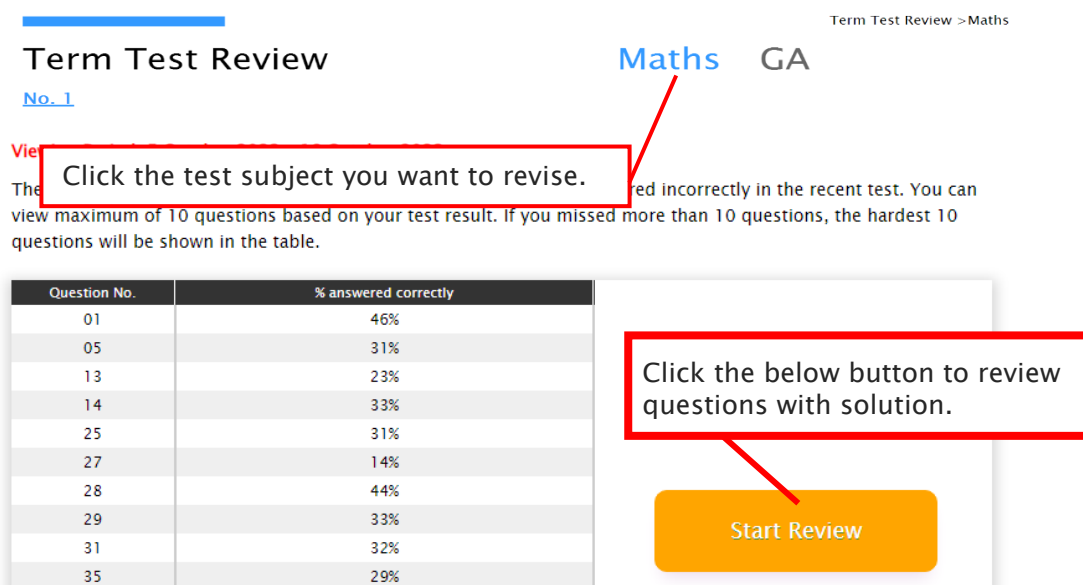 Term Test Review >Maths
Term Test Review
Maths GA
No. 1
Click the test subject you want to revise.
The
red incorrectly in the recent test. You can
view maximum of 10 questions based on your test result. If you missed more than 10 questions, the hardest 10
questions will be shown in the table.
Question No. % answered correctly
01 46%
05 31%
13 23%
14 33%
25 31%
27 14%
28 44%
29 33%
31 32%
35 29%
Click the below button to review
questions with solution.
Start Review